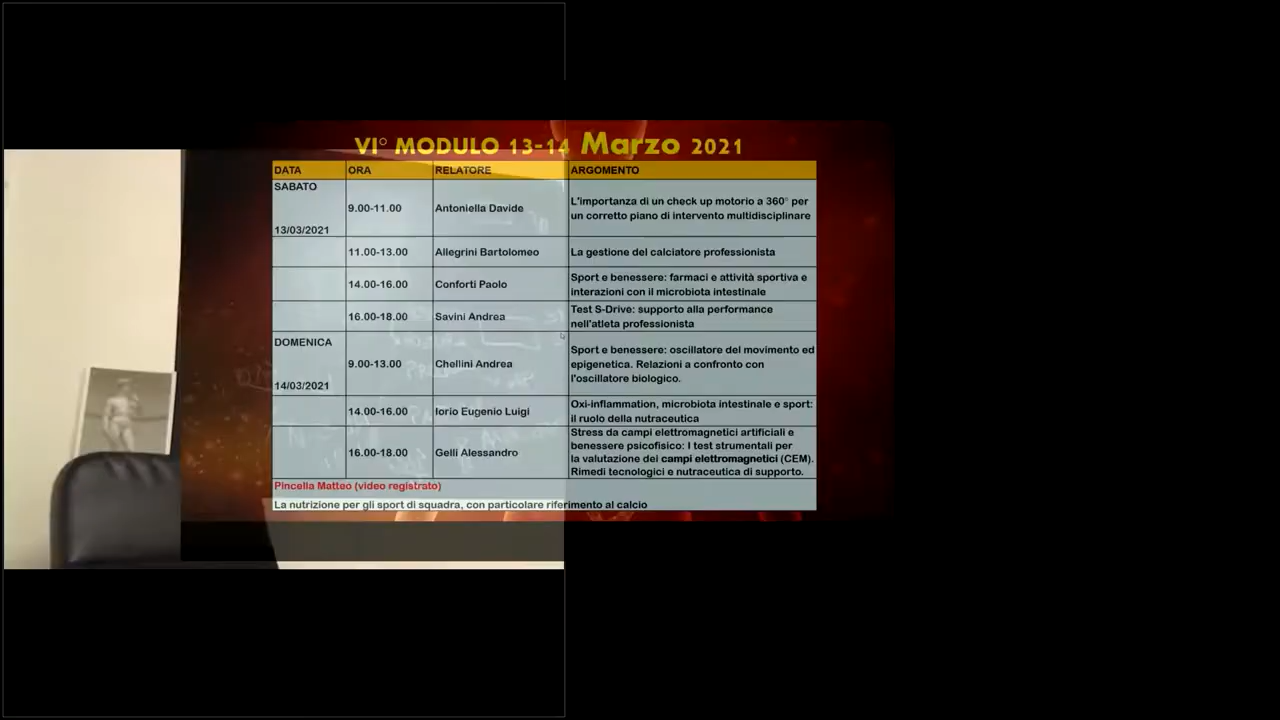 VI° MODULO 13-14 Marzo 2021
DATA ORA RELATORE ARGOMENTO
SABATO
13/03/2021
9.00-11.00 Antoniella Davide
L'importanza di un check up motorio a 360° per
un corretto piano di intervento multidisciplinare
11.00-13.00 Allegrini Bartolomeo La gestione del calciatore professionista
14.00-16.00 Conforti Paolo
Sport e benessere: farmaci e attività sportiva e
interazioni con il microbiota intestinale
16.00-18.00 Savini Andrea
Test S-Drive: supporto alla performance
nell'atleta professionista
DOMENICA
14/03/2021
9.00-13.00 Chellini Andrea
Sport e benessere: oscillatore del movimento ed
epigenetica. Relazioni a confronto con
l'oscillatore biologico.
14.00-16.00 Iorio Eugenio Luigi
Oxi-inflammation, microbiota intestinale e sport:
il ruolo della nutraceutica
16.00-18.00 Gelli Alessandro
Stress da campi elettromagnetici artificiali e
benessere psicofisico: I test strumentali per
la valutazione dei campi elettromagnetici (CEM).
Rimedi tecnologici e nutraceutica di supporto.
Pincella Matteo (video registrato)
La nutrizione per gli sport di squadra, con particolare riferimento al calcio